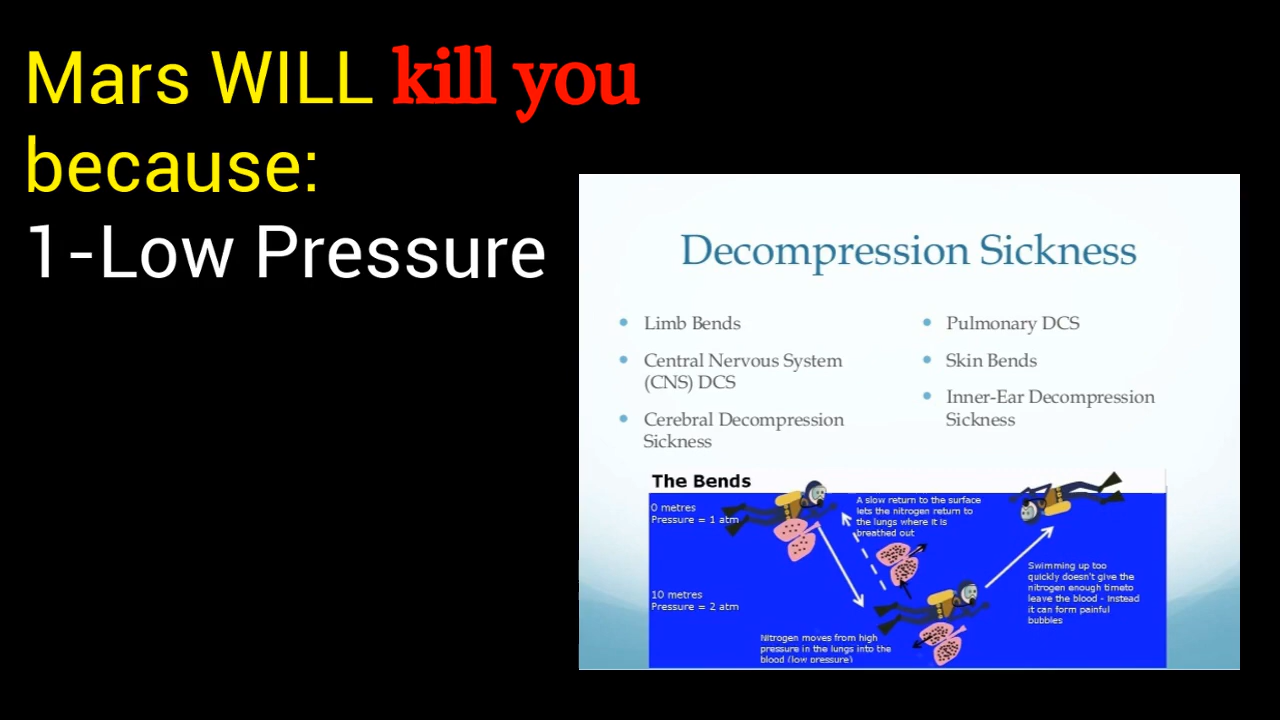 Mars WILL kill you
because:
1-Low Pressure
Decompression Sickness
• Limb Bends
• Central Nervous System
(CNS) DCS
• Cerebral Decompression
Sickness
• Pulmonary DCS
• Skin Bends
• Inner-Ear Decompression
Sickness
The Bends
0 metres
Pressure = 1 atm
A slow return to the surface
lets the nitrogen return to
the lungs where it is
breathed out
10 metres
Pressure = 2 atm
Nitrogen moves from high
pressure in the lungs into the
blood (low pressure)
Swimming up too
quickly doesn't give the
nitrogen enough timeto
leave the blood - instead
it can form painful
bubbles